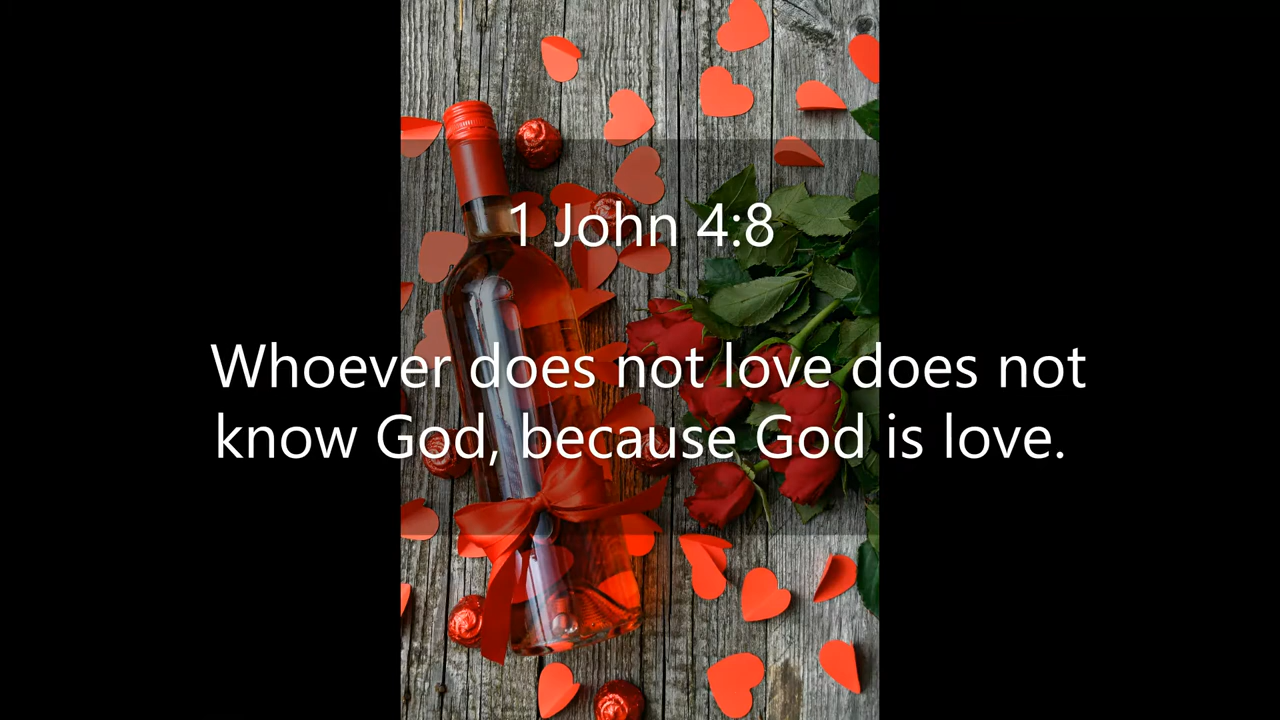 1 John 4:8
Whoever does not love does not
know God, because God is love.